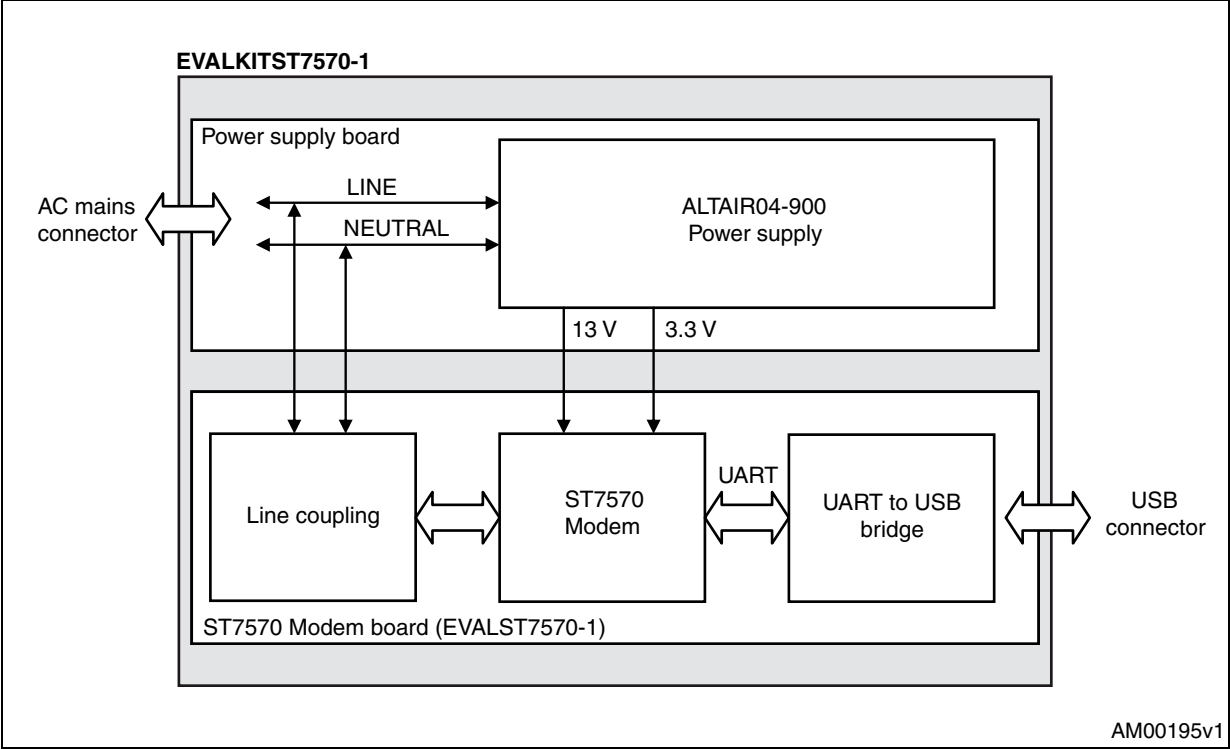 EVALKITST7570-1
Power supply board
AC mains
connector
LINE
NEUTRAL
ALTAIR04-900
Power supply
13 V
3.3 V
Line coupling
ST7570
Modem
UART
UART to USB
bridge
USB
connector
ST7570 Modem board (EVALST7570-1)
AM00195v1